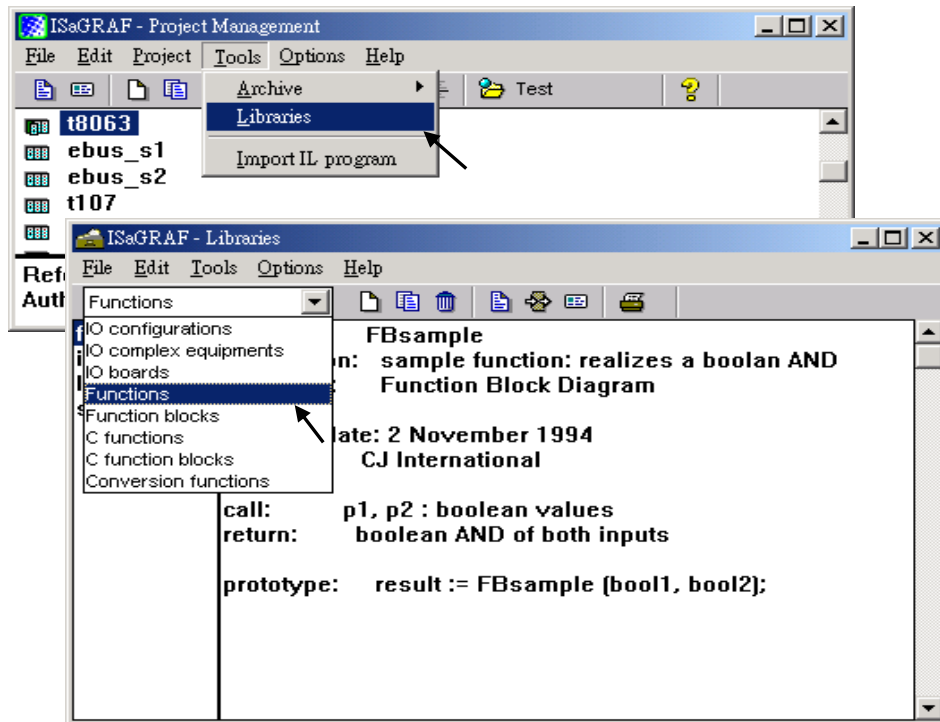 ISaGRAF - Project Management
File Edit Project Tools Options Help
Archive
Test
t8063
Libraries
ebus_s1
Import IL program
ebus_s2
t107
ISaGRAF - Libraries
File Edit Tools Options Help
Functions
IO configurations
IO complex equipments
IO boards
Functions
Function blocks
C functions
C function blocks
Conversion functions
FBsample
sample function: realizes a boolan AND
Function Block Diagram
2 November 1994
CJ International
call: p1, p2 : boolean values
return: boolean AND of both inputs
prototype: result := FBsample (bool1, bool2);